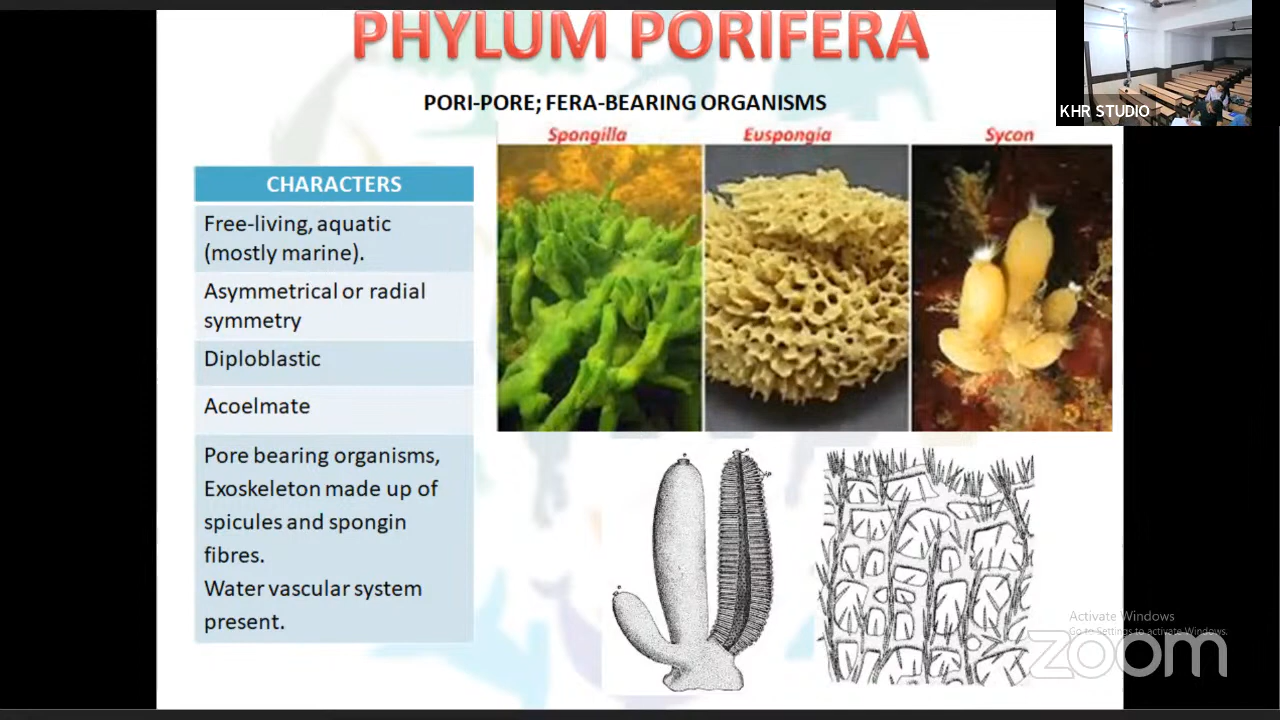 PHYLUM PORIFERA
PORI-PORE; FERA-BEARING ORGANISMS
KHR STUDIO
Spongilla
Euspongia
Sycon
CHARACTERS
Free-living, aquatic
(mostly marine).
Asymmetrical or radial
symmetry
Diploblastic
Acoelmate
Pore bearing organisms,
Exoskeleton made up of
spicules and spongin
fibres.
Water vascular system
present.
Activate Windows
Go to Settings to activate Windows.
zoom